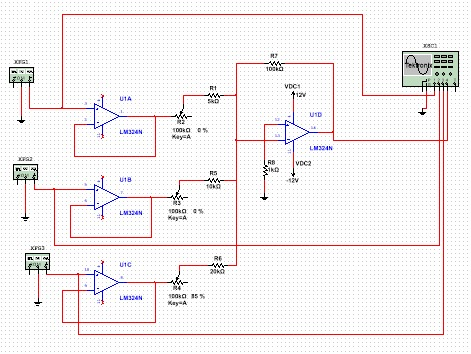 XSC1
Tektronix
R7
100kΩ
XFG1
VDC1
12V
R1
5kΩ
U1A
LM324N
R2
100kΩ 0 %
Key=A
U1D
LM324N
XFG2
R8
1kΩ
VDC2
-12V
U1B
LM324N
R5
10kΩ
R3
100kΩ 0 %
Key=A
XFG3
U1C
LM324N
R6
20kΩ
R4
100kΩ 85 %
Key=A